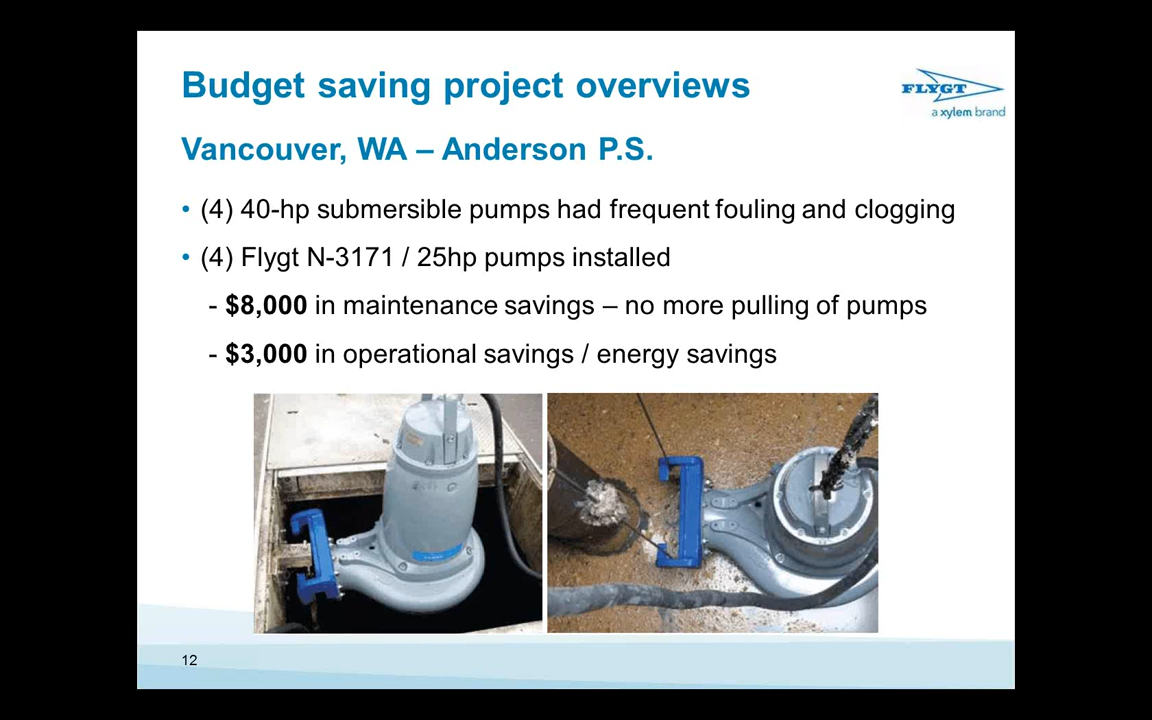 Budget saving project overviews
FLYGT
a xylem brand
Vancouver, WA – Anderson P.S.
• (4) 40-hp submersible pumps had frequent fouling and clogging
• (4) Flygt N-3171 / 25hp pumps installed
- $8,000 in maintenance savings – no more pulling of pumps
- $3,000 in operational savings / energy savings
12